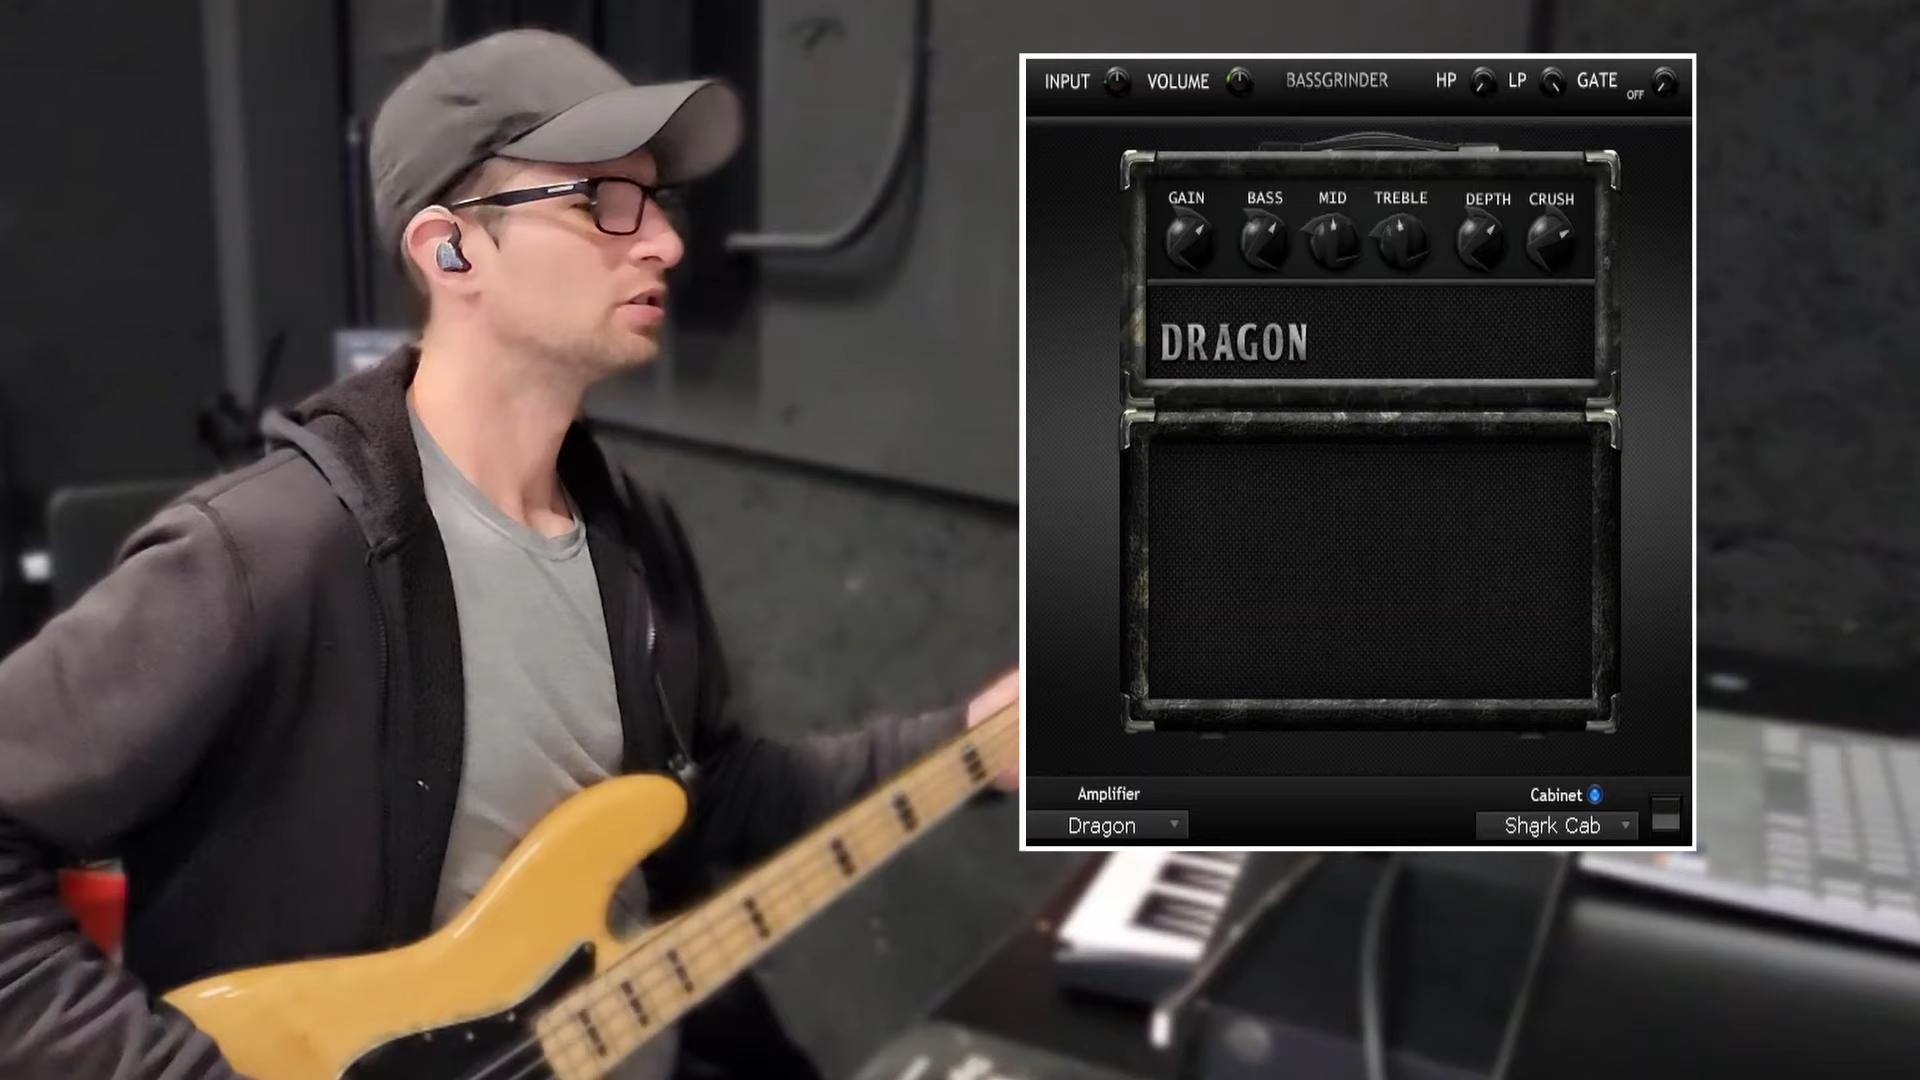 INPUT VOLUME BASSGRINDER HP LP GATE OFF
GAIN BASS MID TREBLE DEPTH CRUSH
DRAGON
Amplifier Cabinet
Dragon Shark Cab